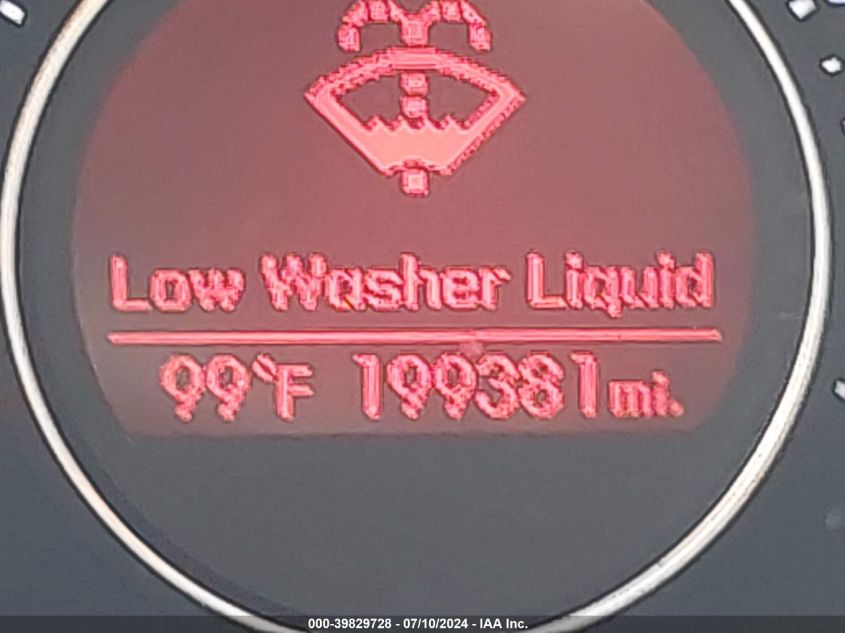 Low Washer Liquid
99°F 199381 mi.
000-39829728 - 07/10/2024 - IAA Inc.